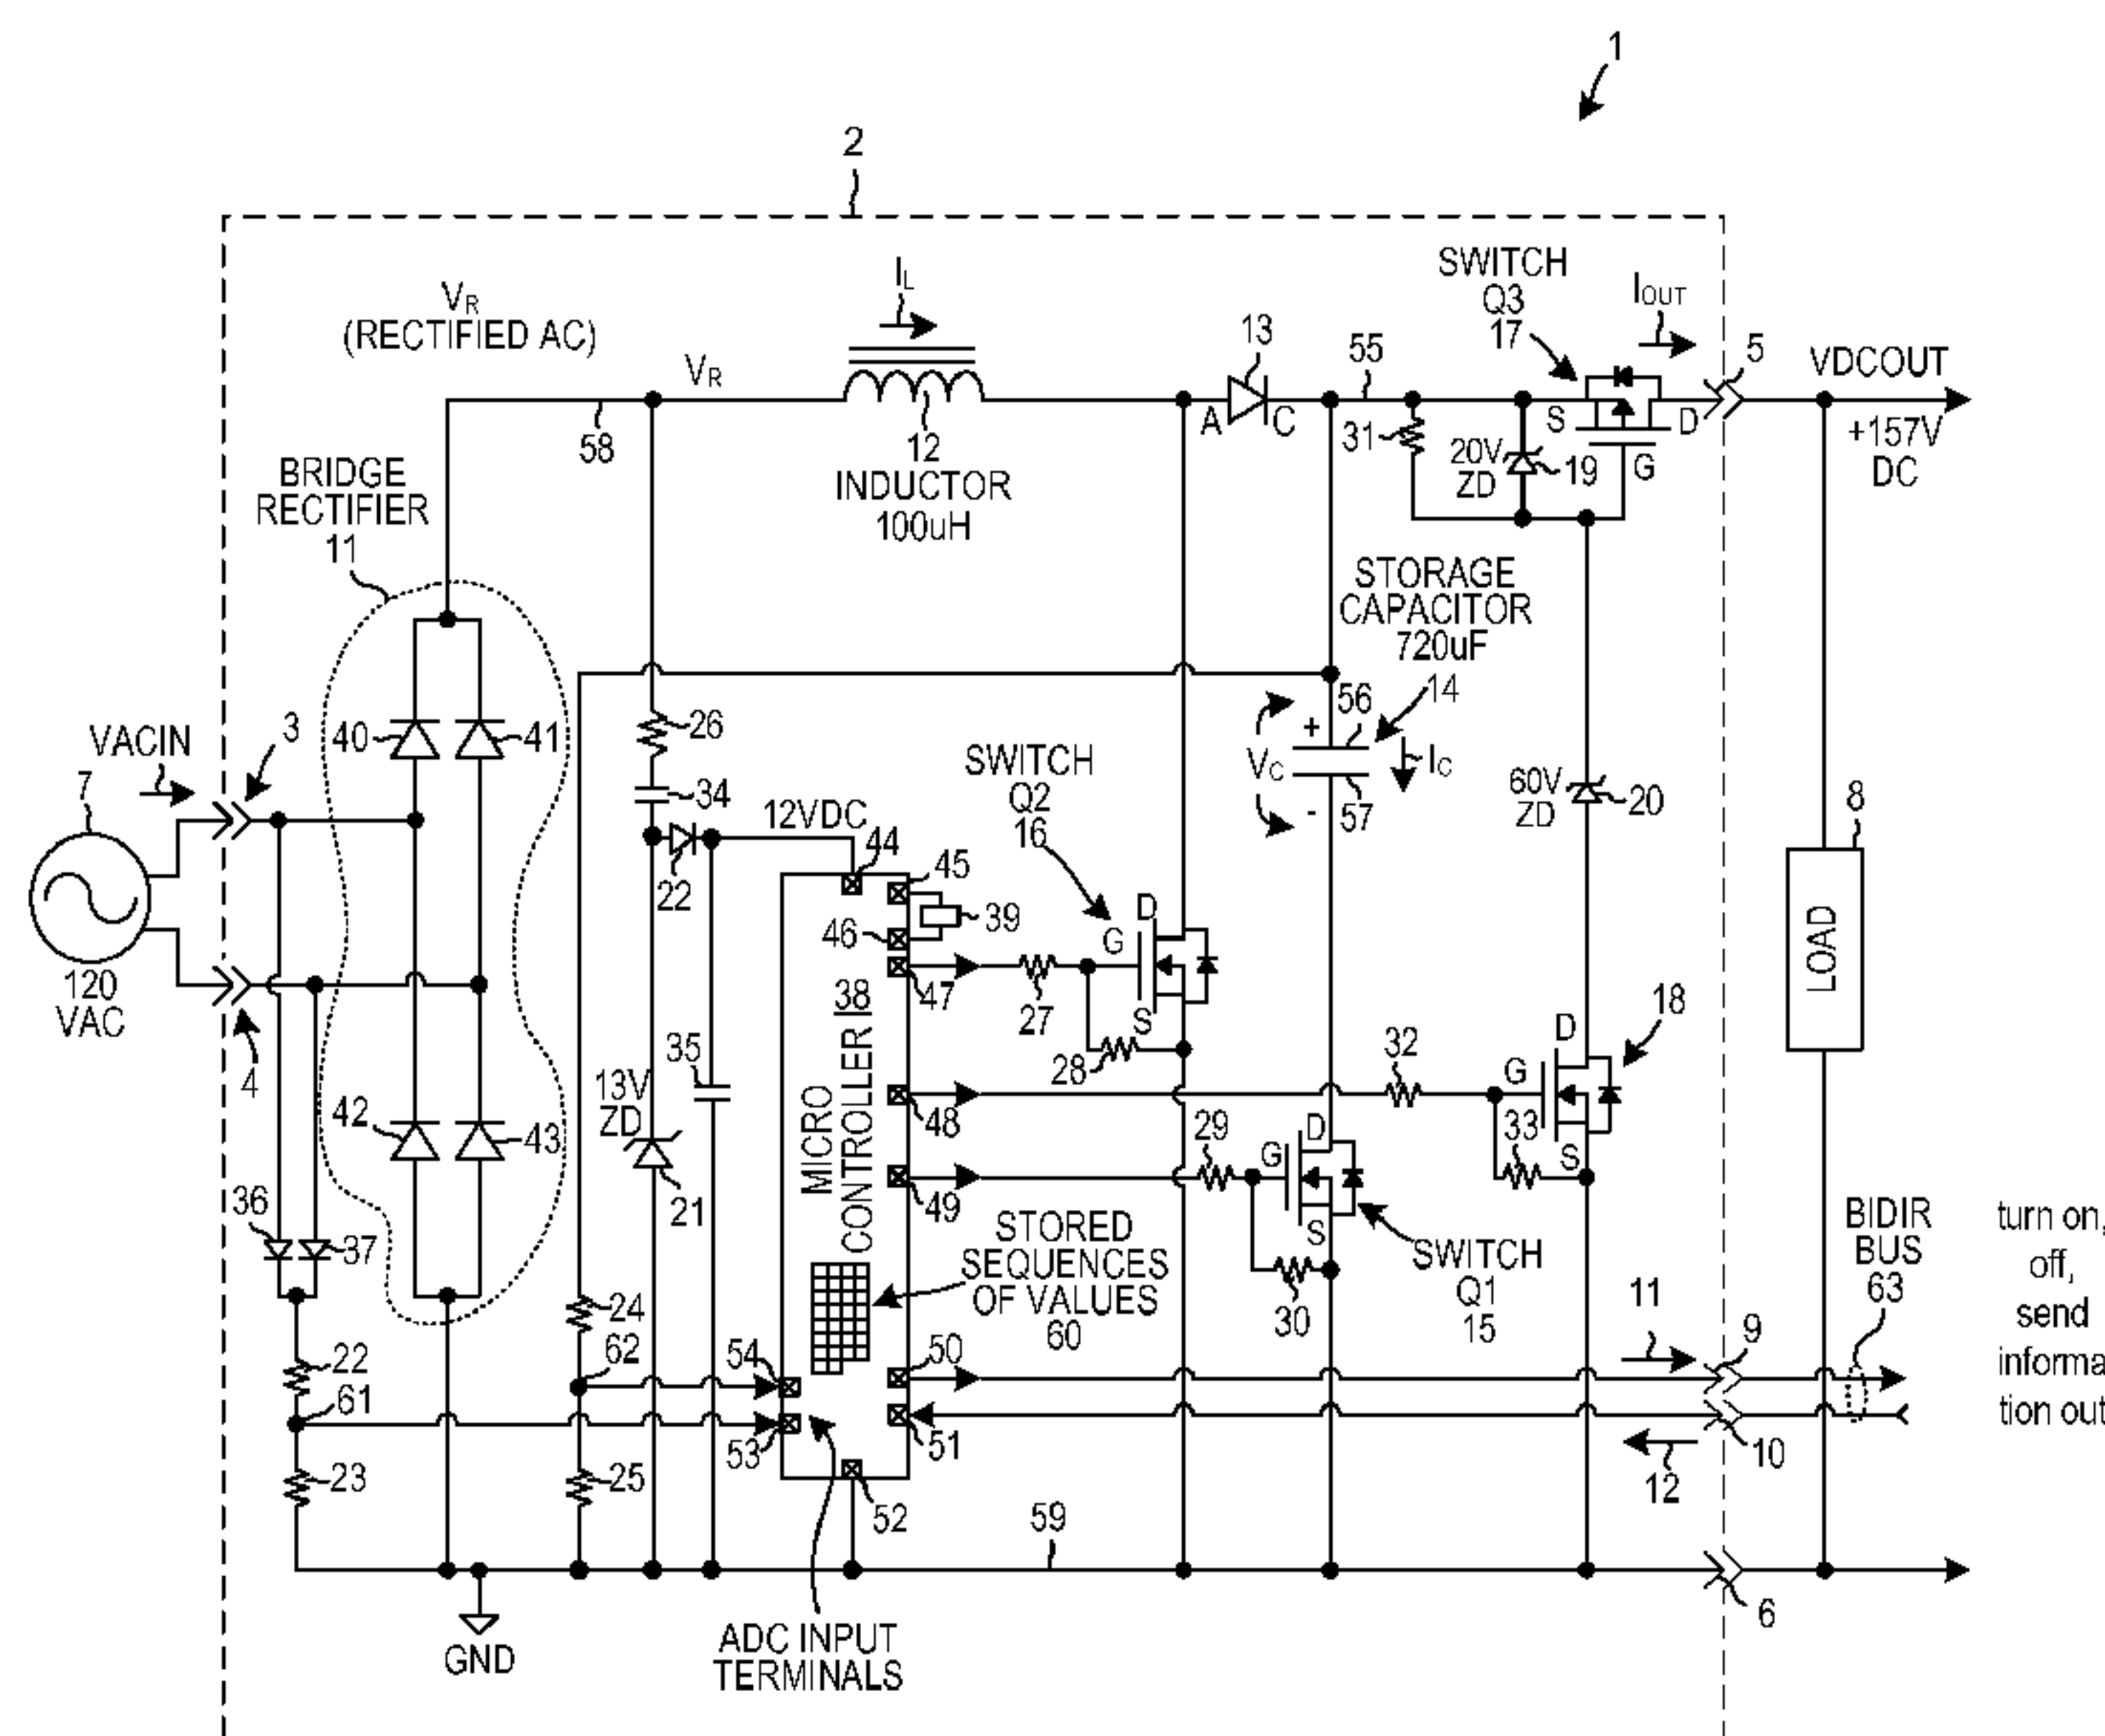 1
2
V_R
(RECTIFIED AC)
V_R
I_L
58
12
INDUCTOR
100uH
13
A
C
55
31
SWITCH
Q3
17
I_OUT
5
S
D
G
20V
ZD
19
VDCOUT
+157V
DC
BRIDGE
RECTIFIER
11
STORAGE
CAPACITOR
720uF
14
56
+
V_C
-
57
I_C
VACIN
3
7
120
VAC
4
40
41
42
43
26
34
12VDC
22
44
45
46
39
47
SWITCH
Q2
16
D
G
S
27
28
60V
ZD
20
8
LOAD
35
13V
ZD
21
MICRO
CONTROLLER 38
48
49
32
D
G
S
18
33
29
D
G
S
30
SWITCH
Q1
15
STORED
SEQUENCES
OF VALUES
60
36
37
22
61
23
24
62
25
54
53
50
51
52
59
11
9
10
12
BIDIR
BUS
63
turn on,
off,
send
informa
tion out
6
GND
ADC INPUT
TERMINALS